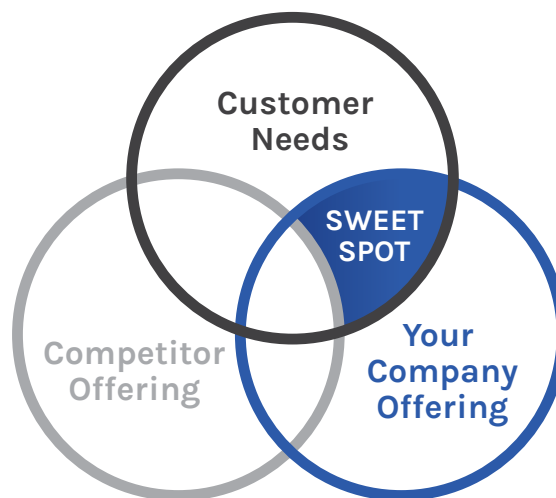 Customer
Needs
SWEET
SPOT
Competitor
Offering
Your
Company
Offering